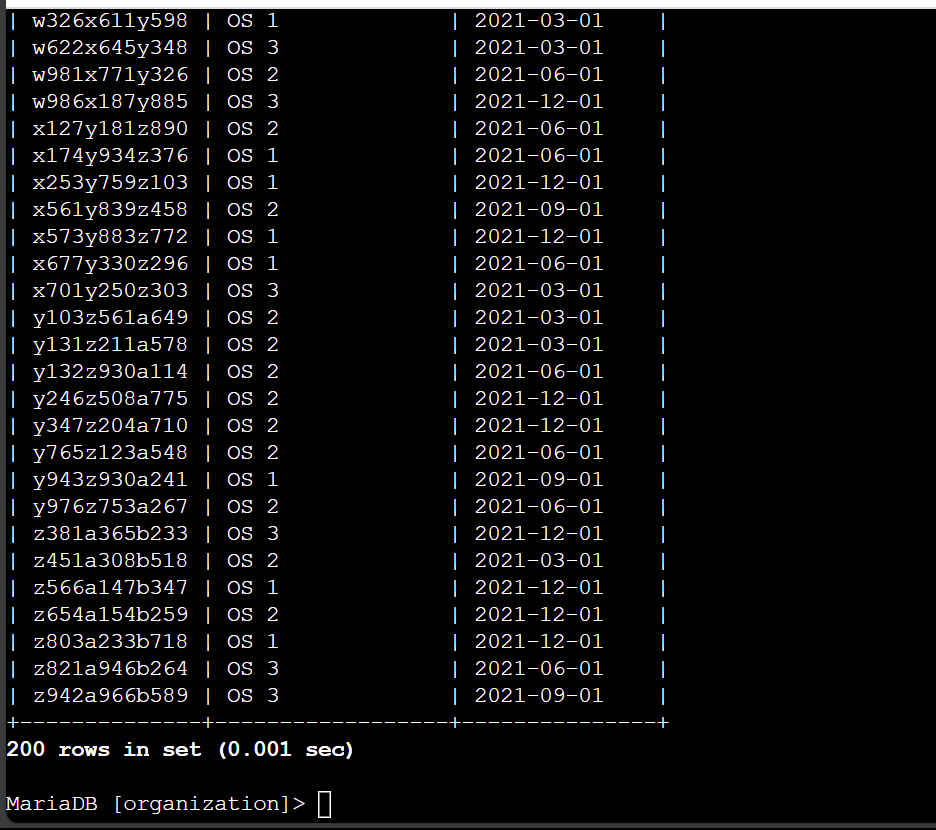 | w326x611y598 | OS 1             | 2021-03-01    |
| w622x645y348 | OS 3             | 2021-03-01    |
| w981x771y326 | OS 2             | 2021-06-01    |
| w986x187y885 | OS 3             | 2021-12-01    |
| x127y181z890 | OS 2             | 2021-06-01    |
| x174y934z376 | OS 1             | 2021-06-01    |
| x253y759z103 | OS 1             | 2021-12-01    |
| x561y839z458 | OS 2             | 2021-09-01    |
| x573y883z772 | OS 1             | 2021-12-01    |
| x677y330z296 | OS 1             | 2021-06-01    |
| x701y250z303 | OS 3             | 2021-03-01    |
| y103z561a649 | OS 2             | 2021-03-01    |
| y131z211a578 | OS 2             | 2021-03-01    |
| y132z930a114 | OS 2             | 2021-06-01    |
| y246z508a775 | OS 2             | 2021-12-01    |
| y347z204a710 | OS 2             | 2021-12-01    |
| y765z123a548 | OS 2             | 2021-06-01    |
| y943z930a241 | OS 1             | 2021-09-01    |
| y976z753a267 | OS 2             | 2021-06-01    |
| z381a365b233 | OS 3             | 2021-12-01    |
| z451a308b518 | OS 2             | 2021-03-01    |
| z566a147b347 | OS 1             | 2021-12-01    |
| z654a154b259 | OS 2             | 2021-12-01    |
| z803a233b718 | OS 1             | 2021-12-01    |
| z821a946b264 | OS 3             | 2021-06-01    |
| z942a966b589 | OS 3             | 2021-09-01    |
+--------------+------------------+---------------+
200 rows in set (0.001 sec)
MariaDB [organization]>